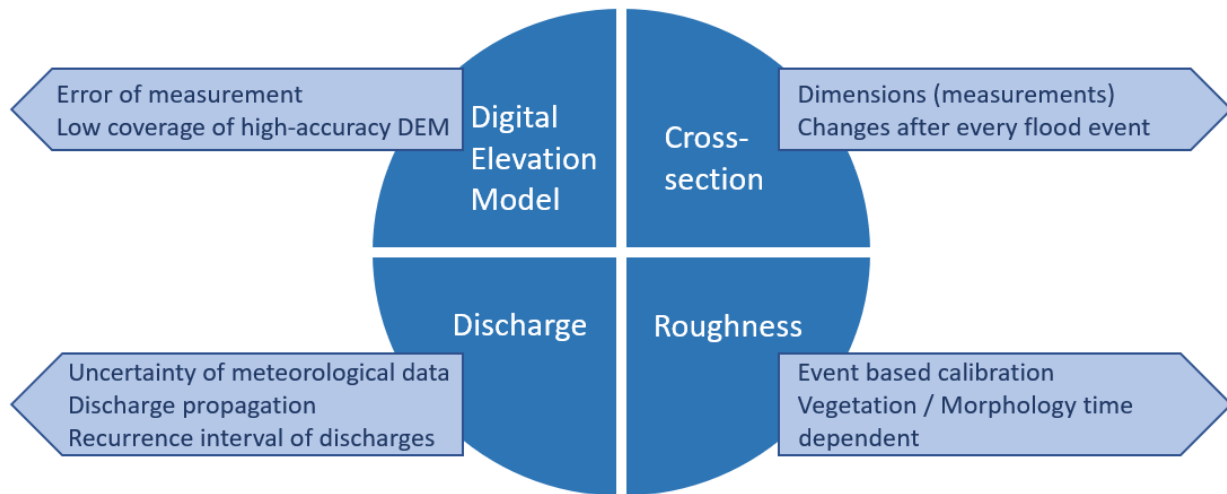 Error of measurement
Low coverage of high-accuracy DEM
Digital
Elevation
Model
Cross-
section
Dimensions (measurements)
Changes after every flood event
Uncertainty of meteorological data
Discharge propagation
Recurrence interval of discharges
Discharge
Roughness
Event based calibration
Vegetation / Morphology time
dependent